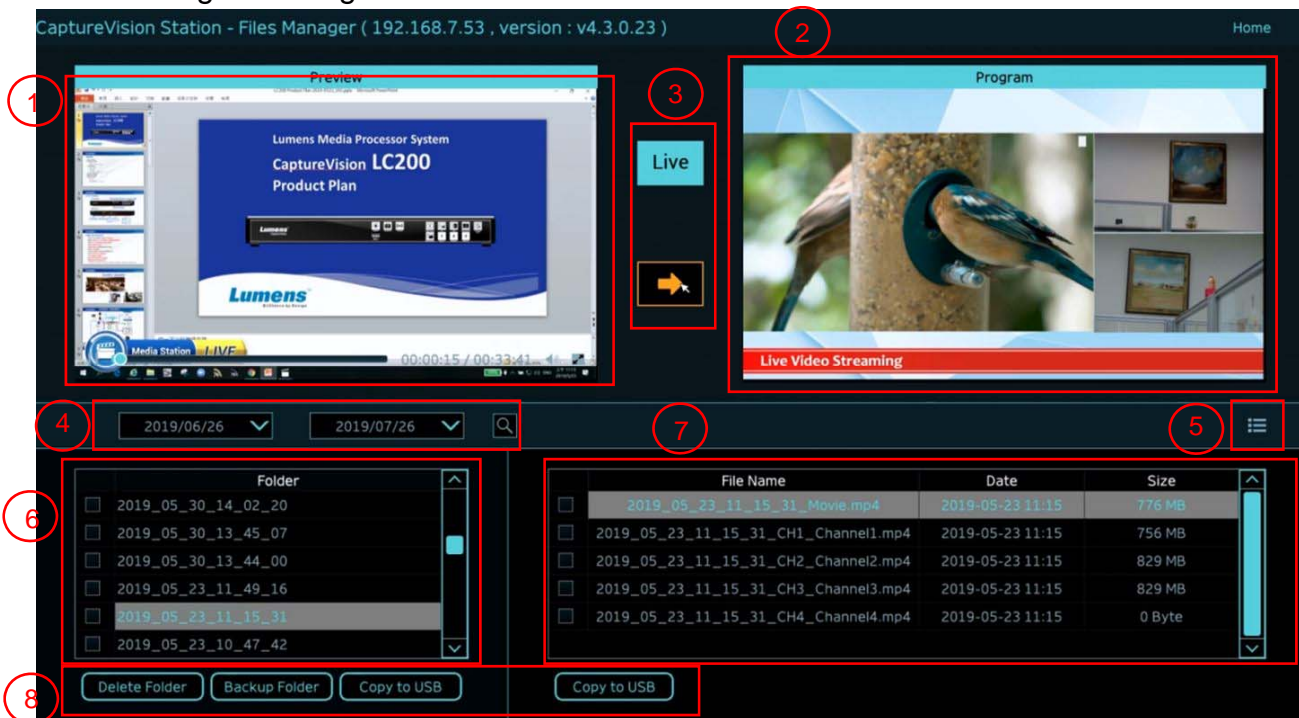 CaptureVision Station - Files Manager ( 192.168.7.53 , version : v4.3.0.23 )
Home
1
2
3
Preview
Program
Lumens Media Processor System
CaptureVision LC200
Product Plan
Lumens
Lumens
Media Station LIVE
00:00:15 / 00:33:41
Live
Live Video Streaming
4
2019/06/26
2019/07/26
7
5
6
Folder
2019_05_30_14_02_20
2019_05_30_13_45_07
2019_05_30_13_44_00
2019_05_23_11_49_16
2019_05_23_11_15_31
2019_05_23_10_47_42
File Name Date Size
2019_05_23_11_15_31_Movie.mp4 2019-05-23 11:15 776 MB
2019_05_23_11_15_31_CH1_Channel1.mp4 2019-05-23 11:15 756 MB
2019_05_23_11_15_31_CH2_Channel2.mp4 2019-05-23 11:15 829 MB
2019_05_23_11_15_31_CH3_Channel3.mp4 2019-05-23 11:15 829 MB
2019_05_23_11_15_31_CH4_Channel4.mp4 2019-05-23 11:15 0 Byte
8
Delete Folder Backup Folder Copy to USB
Copy to USB